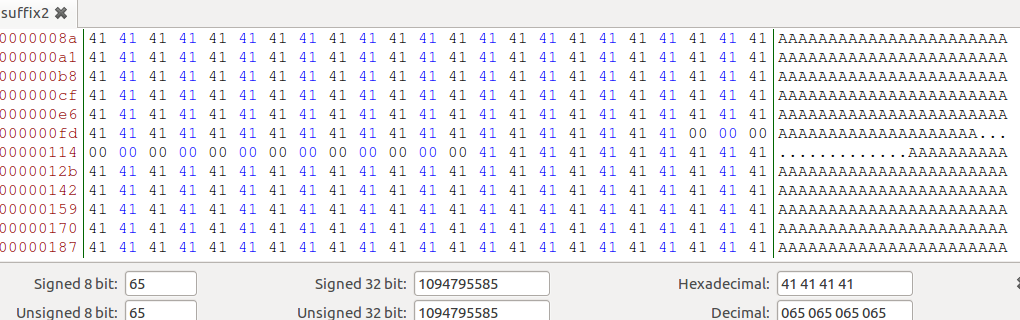 suffix2 ✖
0000008a 41 41 41 41 41 41 41 41 41 41 41 41 41 41 41 41 41 41 41 41 41 41 41 AAAAAAAAAAAAAAAAAAAAAAA
000000a1 41 41 41 41 41 41 41 41 41 41 41 41 41 41 41 41 41 41 41 41 41 41 41 AAAAAAAAAAAAAAAAAAAAAAA
000000b8 41 41 41 41 41 41 41 41 41 41 41 41 41 41 41 41 41 41 41 41 41 41 41 AAAAAAAAAAAAAAAAAAAAAAA
000000cf 41 41 41 41 41 41 41 41 41 41 41 41 41 41 41 41 41 41 41 41 41 41 41 AAAAAAAAAAAAAAAAAAAAAAA
000000e6 41 41 41 41 41 41 41 41 41 41 41 41 41 41 41 41 41 41 41 41 41 41 41 AAAAAAAAAAAAAAAAAAAAAAA
000000fd 41 41 41 41 41 41 41 41 41 41 41 41 41 41 41 41 41 41 41 41 00 00 00 AAAAAAAAAAAAAAAAAAAA...
00000114 00 00 00 00 00 00 00 00 00 00 00 00 00 41 41 41 41 41 41 41 41 41 41 .............AAAAAAAAAA
0000012b 41 41 41 41 41 41 41 41 41 41 41 41 41 41 41 41 41 41 41 41 41 41 41 AAAAAAAAAAAAAAAAAAAAAAA
00000142 41 41 41 41 41 41 41 41 41 41 41 41 41 41 41 41 41 41 41 41 41 41 41 AAAAAAAAAAAAAAAAAAAAAAA
00000159 41 41 41 41 41 41 41 41 41 41 41 41 41 41 41 41 41 41 41 41 41 41 41 AAAAAAAAAAAAAAAAAAAAAAA
00000170 41 41 41 41 41 41 41 41 41 41 41 41 41 41 41 41 41 41 41 41 41 41 41 AAAAAAAAAAAAAAAAAAAAAAA
00000187 41 41 41 41 41 41 41 41 41 41 41 41 41 41 41 41 41 41 41 41 41 41 41 AAAAAAAAAAAAAAAAAAAAAAA
Signed 8 bit: 65 Signed 32 bit: 1094795585 Hexadecimal: 41 41 41 41
Unsigned 8 bit: 65 Unsigned 32 bit: 1094795585 Decimal: 065 065 065 065